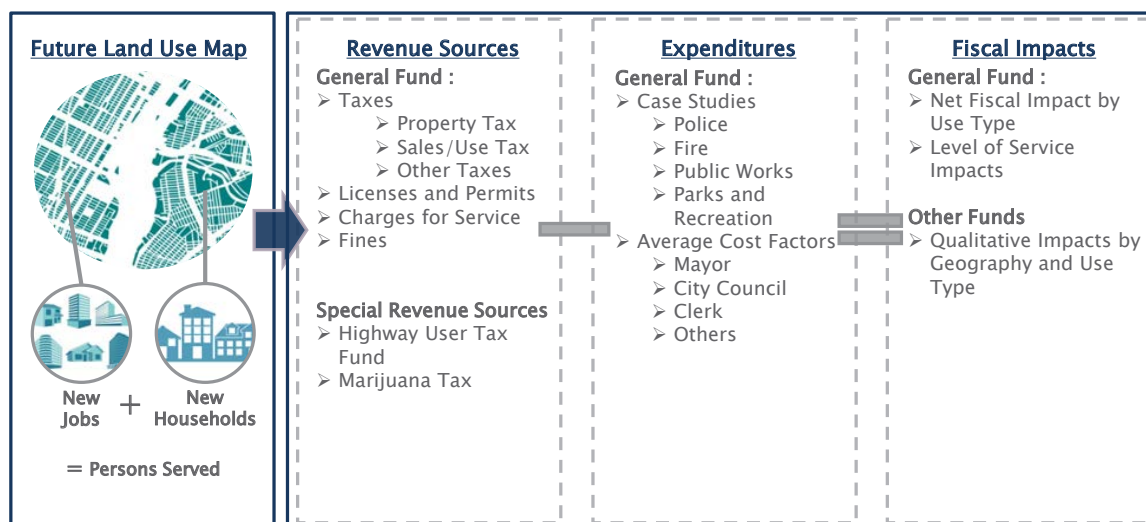 Future Land Use Map
New
Jobs
+
New
Households
= Persons Served
Revenue Sources
General Fund :
➢ Taxes
➢ Property Tax
➢ Sales/Use Tax
➢ Other Taxes
➢ Licenses and Permits
➢ Charges for Service
➢ Fines
Special Revenue Sources
➢ Highway User Tax
Fund
➢ Marijuana Tax
Expenditures
General Fund :
➢ Case Studies
➢ Police
➢ Fire
➢ Public Works
➢ Parks and
Recreation
➢ Average Cost Factors
➢ Mayor
➢ City Council
➢ Clerk
➢ Others
Fiscal Impacts
General Fund :
➢ Net Fiscal Impact by
Use Type
➢ Level of Service
Impacts
Other Funds
➢ Qualitative Impacts by
Geography and Use
Type